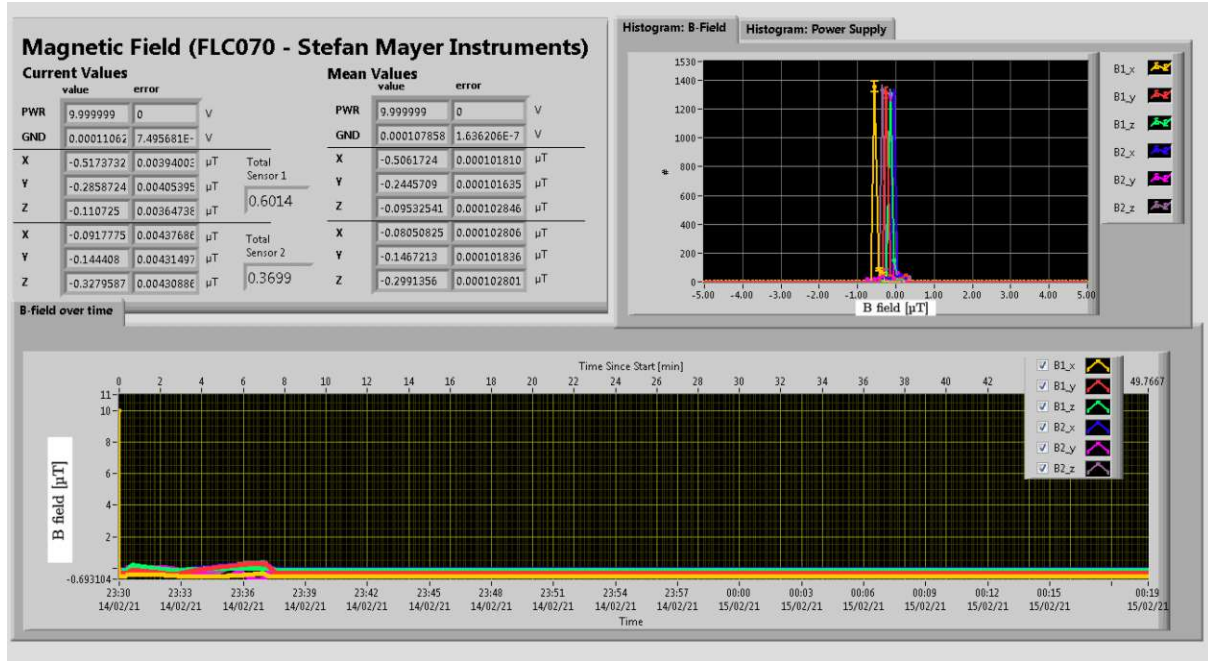 Magnetic Field (FLC070 - Stefan Mayer Instruments)
Current Values
value error
PWR 9.999999 0 V
GND 0.00011062 7.495681E- V
X -0.5173732 0.00394003 µT
Y -0.2858724 0.00405395 µT
Z -0.110725 0.00364738 µT
Total
Sensor 1
0.6014
X -0.0917775 0.00437688 µT
Y -0.144408 0.00431497 µT
Z -0.3279587 0.00430888 µT
Total
Sensor 2
0.3699
Mean Values
value error
PWR 9.999999 0 V
GND 0.000107858 1.636206E-7 V
X -0.5061724 0.000101810 µT
Y -0.2445709 0.000101635 µT
Z -0.09532541 0.000102846 µT
X -0.08050825 0.000102806 µT
Y -0.1467213 0.000101836 µT
Z -0.2991356 0.000102801 µT
Histogram: B-Field Histogram: Power Supply
1530
1400
1200
1000
800
600
400
200
0
#
-5.00 -4.00 -3.00 -2.00 -1.00 0.00 1.00 2.00 3.00 4.00 5.00
B field [µT]
B1_x
B1_y
B1_z
B2_x
B2_y
B2_z
B-field over time
Time Since Start [min]
0 2 4 6 8 10 12 14 16 18 20 22 24 26 28 30 32 34 36 38 40 42 49.7667
11
10
8
6
4
2
-0.693104
B field [µT]
B1_x
B1_y
B1_z
B2_x
B2_y
B2_z
23:30 23:33 23:36 23:39 23:42 23:45 23:48 23:51 23:54 23:57 00:00 00:03 00:06 00:09 00:12 00:15 00:19
14/02/21 14/02/21 14/02/21 14/02/21 14/02/21 14/02/21 14/02/21 14/02/21 14/02/21 14/02/21 15/02/21 15/02/21 15/02/21 15/02/21 15/02/21 15/02/21 15/02/21
Time